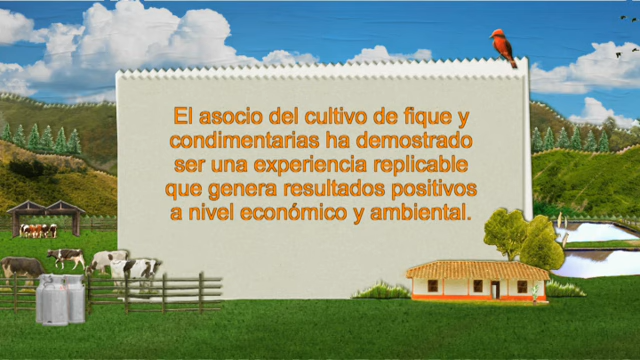 El asocio del cultivo de fique y
condimentarias ha demostrado
ser una experiencia replicable
que genera resultados positivos
a nivel económico y ambiental.